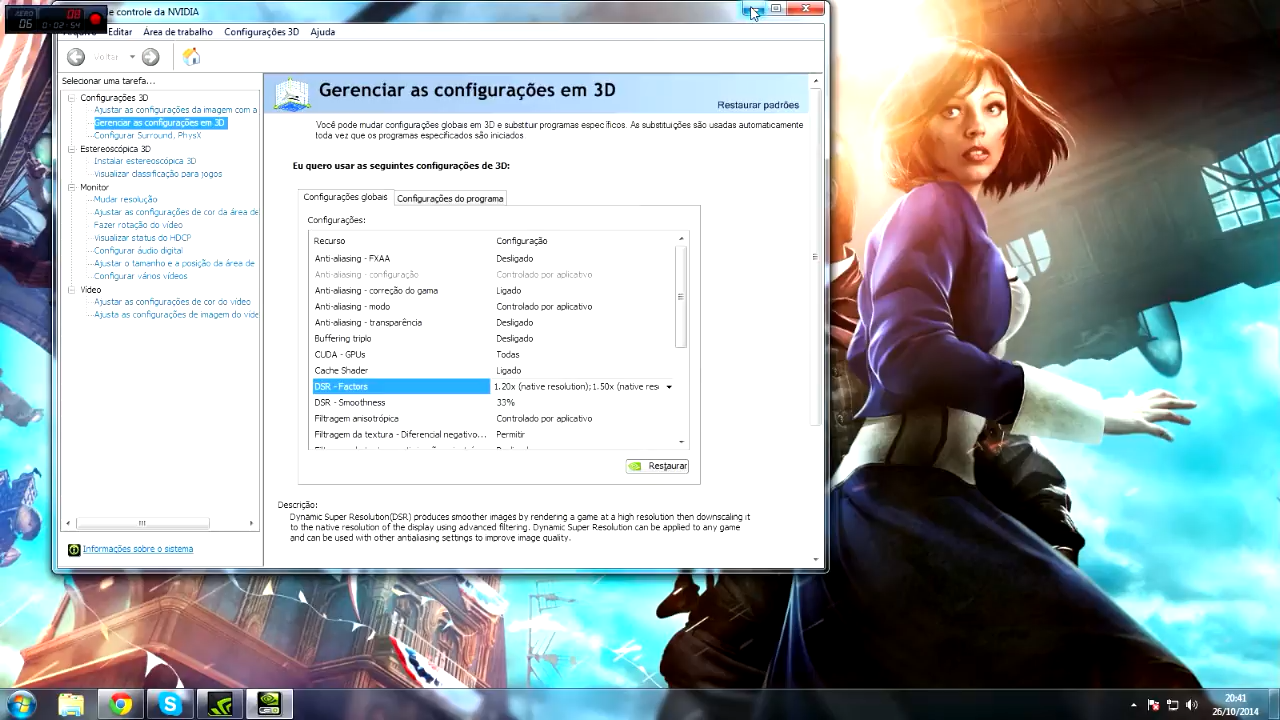 AERO
06
08
0:02:54
e controle da NVIDIA
Arquivo Editar Área de trabalho Configurações 3D Ajuda
Voltar
Selecionar uma tarefa...
Configurações 3D
Ajustar as configurações da imagem com a
Gerenciar as configurações em 3D
Configurar Surround, PhysX
Estereoscópica 3D
Instalar estereoscópica 3D
Visualizar classificação para jogos
Monitor
Mudar resolução
Ajustar as configurações de cor da área de
Fazer rotação do vídeo
Visualizar status do HDCP
Configurar áudio digital
Ajustar o tamanho e a posição da área de
Configurar vários vídeos
Vídeo
Ajustar as configurações de cor do vídeo
Ajusta as configurações de imagem do víde
Informações sobre o sistema
Gerenciar as configurações em 3D
Restaurar padrões
Você pode mudar configurações globais em 3D e substituir programas específicos. As substituições são usadas automaticam
toda vez que os programas especificados são iniciados.
Eu quero usar as seguintes configurações de 3D:
Configurações globais
Configurações do programa
Configurações:
Recurso Configuração
Anti-aliasing - FXAA Desligado
Anti-aliasing - configuração Controlado por aplicativo
Anti-aliasing - correção do gama Ligado
Anti-aliasing - modo Controlado por aplicativo
Anti-aliasing - transparência Desligado
Buffering triplo Desligado
CUDA - GPUs Todas
Cache Shader Ligado
DSR - Factors 1.20x (native resolution);1.50x (native res
DSR - Smoothness 33%
Filtragem anisotrópica Controlado por aplicativo
Filtragem da textura - Diferencial negativo... Permitir
Restaurar
Descrição:
Dynamic Super Resolution(DSR) produces smoother images by rendering a game at a high resolution then downscaling it
to the native resolution of the display using advanced filtering. Dynamic Super Resolution can be applied to any game
and can be used with other antialiasing settings to improve image quality.
20:41
26/10/2014